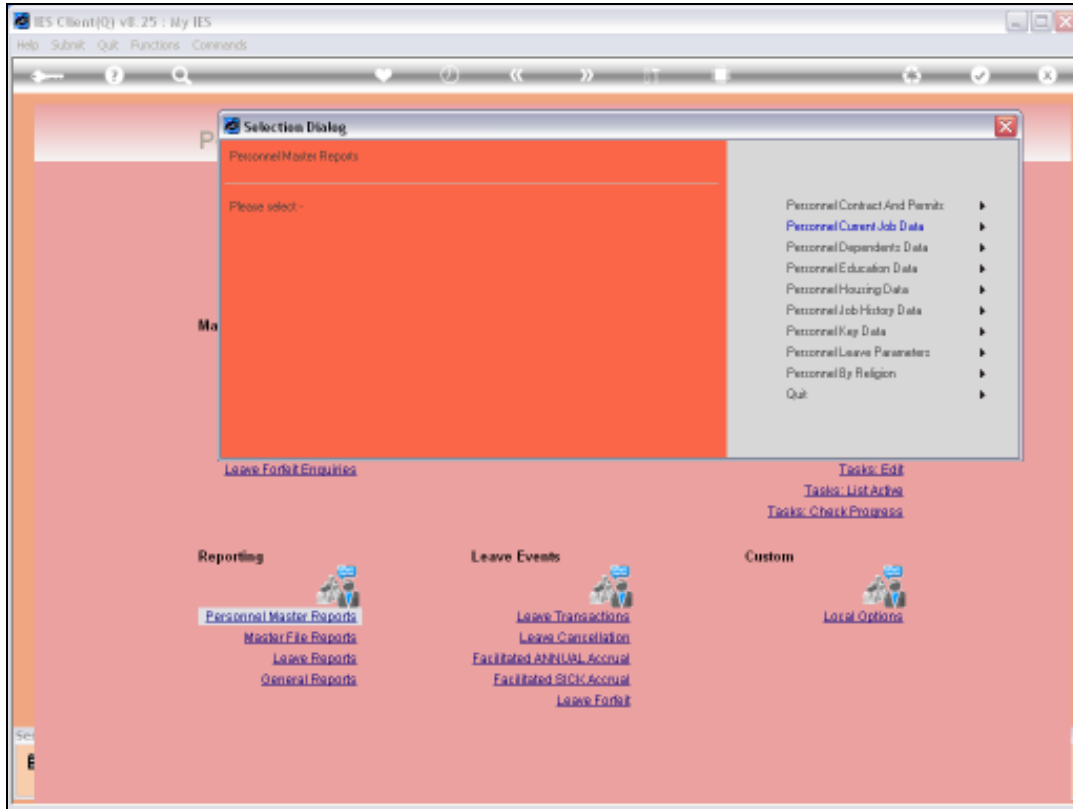 IES Client(Q) v8.25 : My IES
Help Submit Quit Functions Commands
Selection Dialog
Personnel Master Reports
Please select -
Personnel Contract And Permits
Personnel Current Job Data
Personnel Dependents Data
Personnel Education Data
Personnel Housing Data
Personnel Job History Data
Personnel Key Data
Personnel Leave Parameters
Personnel By Religion
Quit
P
Ma
Leave Forfeit Enquiries
Tasks: Edit
Tasks: List Active
Tasks: Check Progress
Reporting
Personnel Master Reports
Master File Reports
Leave Reports
General Reports
Leave Events
Leave Transactions
Leave Cancellation
Facilitated ANNUAL Accrual
Facilitated SICK Accrual
Leave Forfeit
Custom
Local Options
Se